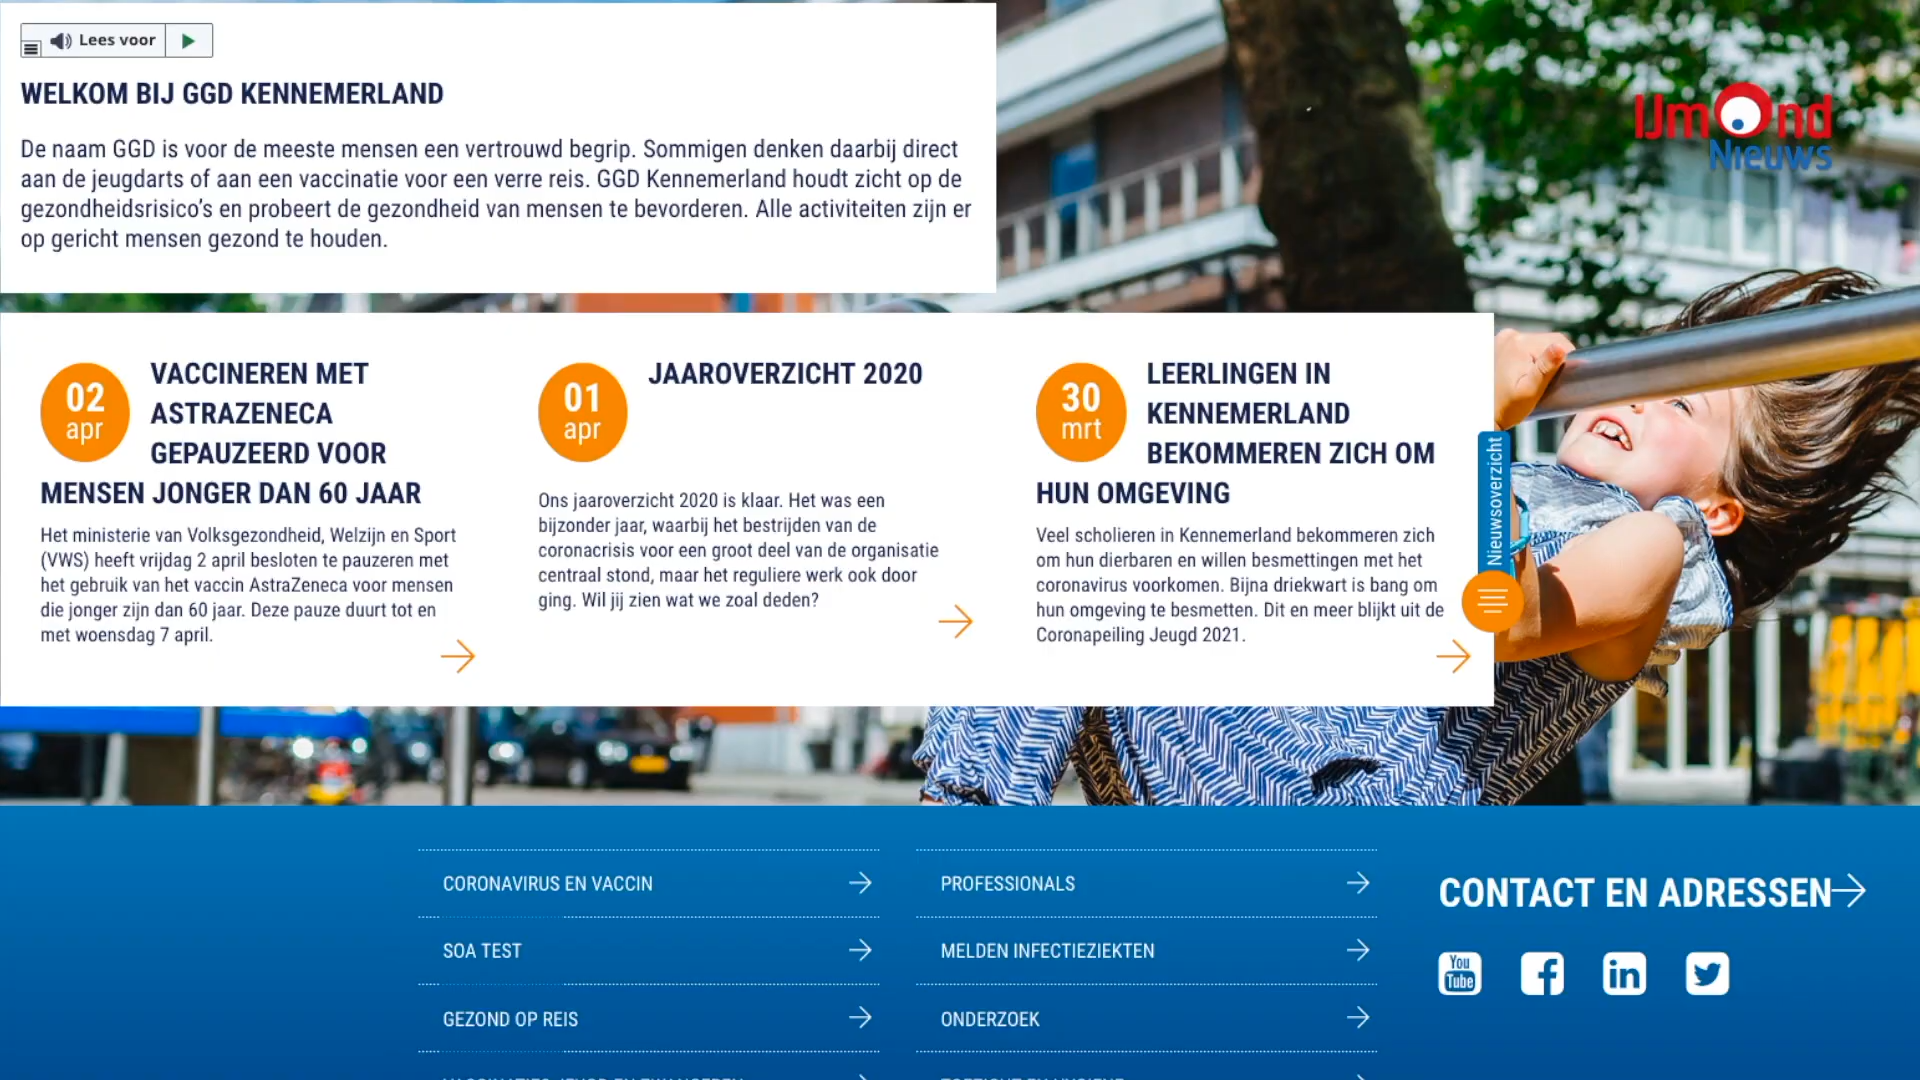 Lees voor
WELKOM BIJ GGD KENNEMERLAND
De naam GGD is voor de meeste mensen een vertrouwd begrip. Sommigen denken daarbij direct
aan de jeugdarts of aan een vaccinatie voor een verre reis. GGD Kennemerland houdt zicht op de
gezondheidsrisico's en probeert de gezondheid van mensen te bevorderen. Alle activiteiten zijn er
op gericht mensen gezond te houden.
IJmOnd
Nieuws
02
apr
VACCINEREN MET
ASTRAZENECA
GEPAUZEERD VOOR
MENSEN JONGER DAN 60 JAAR
Het ministerie van Volksgezondheid, Welzijn en Sport
(VWS) heeft vrijdag 2 april besloten te pauzeren met
het gebruik van het vaccin AstraZeneca voor mensen
die jonger zijn dan 60 jaar. Deze pauze duurt tot en
met woensdag 7 april.
01
apr
JAAROVERZICHT 2020
Ons jaaroverzicht 2020 is klaar. Het was een
bijzonder jaar, waarbij het bestrijden van de
coronacrisis voor een groot deel van de organisatie
centraal stond, maar het reguliere werk ook door
ging. Wil jij zien wat we zoal deden?
30
mrt
LEERLINGEN IN
KENNEMERLAND
BEKOMMEREN ZICH OM
HUN OMGEVING
Veel scholieren in Kennemerland bekommeren zich
om hun dierbaren en willen besmettingen met het
coronavirus voorkomen. Bijna driekwart is bang om
hun omgeving te besmetten. Dit en meer blijkt uit de
Coronapeiling Jeugd 2021.
Nieuwsoverzicht
CORONAVIRUS EN VACCIN
SOA TEST
GEZOND OP REIS
PROFESSIONALS
MELDEN INFECTIEZIEKTEN
ONDERZOEK
CONTACT EN ADRESSEN
You
Tube
in